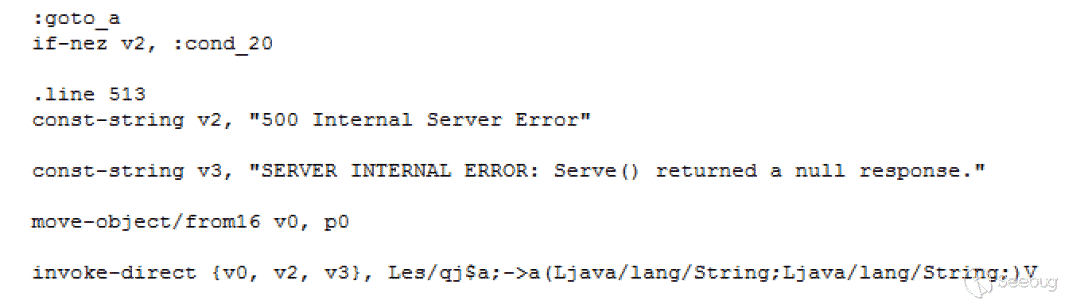 :goto_a
if-nez v2, :cond_20
.line 513
const-string v2, "500 Internal Server Error"
const-string v3, "SERVER INTERNAL ERROR: Serve() returned a null response."
move-object/from16 v0, p0
invoke-direct {v0, v2, v3}, Les/qj$a;->a(Ljava/lang/String;Ljava/lang/String;)V
Seebug